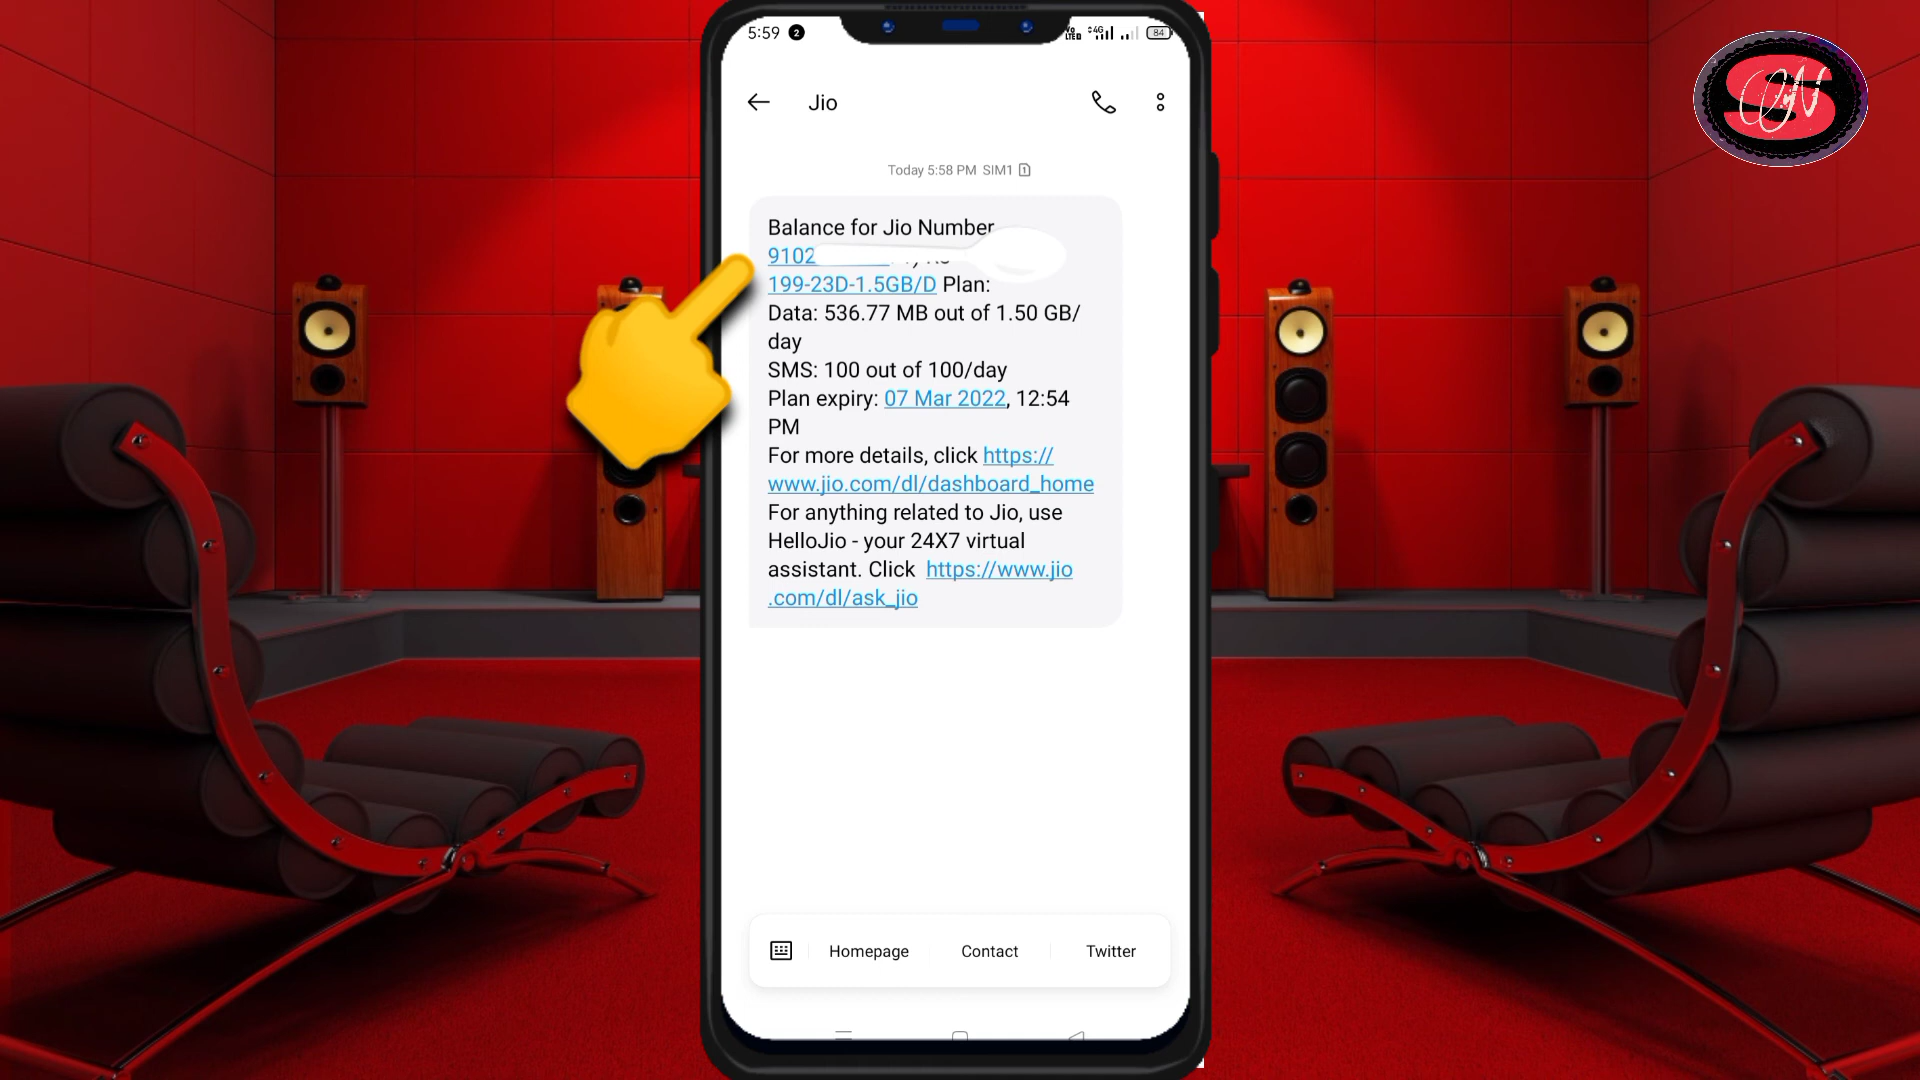 5:59 2
84
Jio
Today 5:58 PM SIM1 1
Balance for Jio Number
9102
199-23D-1.5GB/D Plan:
Data: 536.77 MB out of 1.50 GB/
day
SMS: 100 out of 100/day
Plan expiry: 07 Mar 2022, 12:54
PM
For more details, click https://
www.jio.com/dl/dashboard_home
For anything related to Jio, use
HelloJio - your 24X7 virtual
assistant. Click https://www.jio
.com/dl/ask_jio
Homepage Contact Twitter